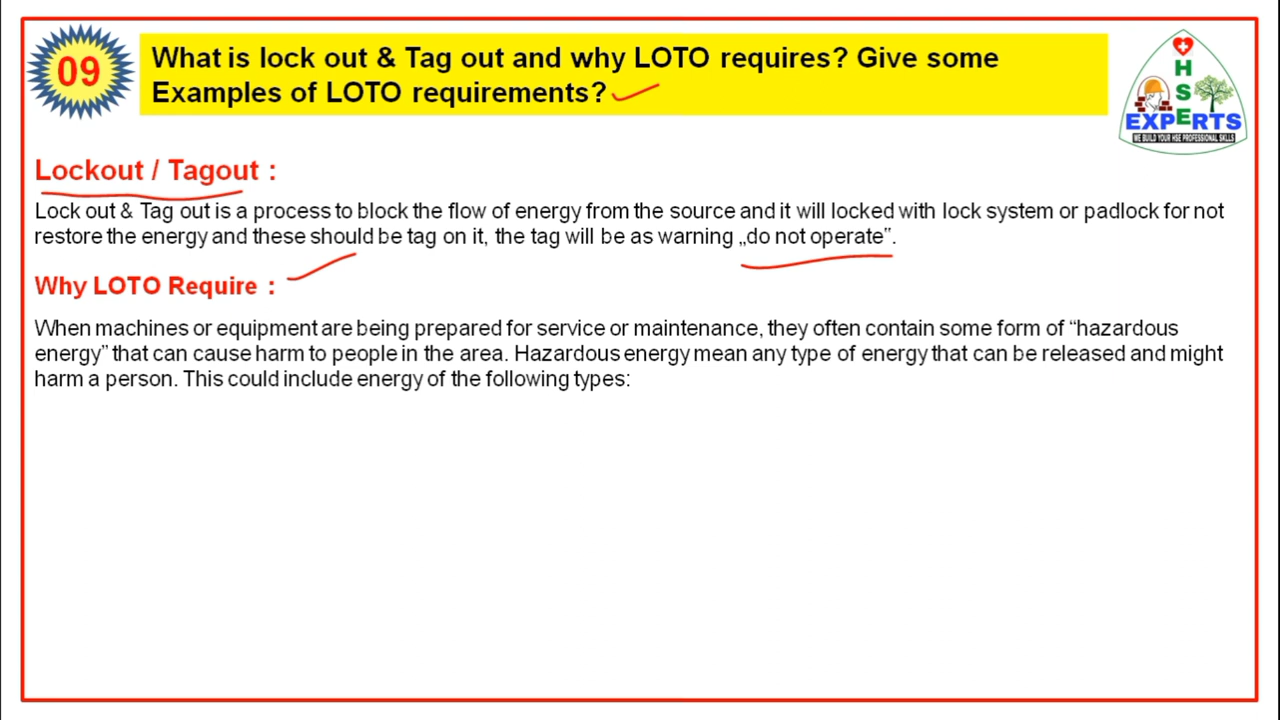 09
What is lock out & Tag out and why LOTO requires? Give some
Examples of LOTO requirements?
H
S
EXPERTS
WE BUILD YOUR HSE PROFESSIONAL SKILLS
Lockout / Tagout :
Lock out & Tag out is a process to block the flow of energy from the source and it will locked with lock system or padlock for not
restore the energy and these should be tag on it, the tag will be as warning „do not operate”.
Why LOTO Require :
When machines or equipment are being prepared for service or maintenance, they often contain some form of “hazardous
energy” that can cause harm to people in the area. Hazardous energy mean any type of energy that can be released and might
harm a person. This could include energy of the following types: